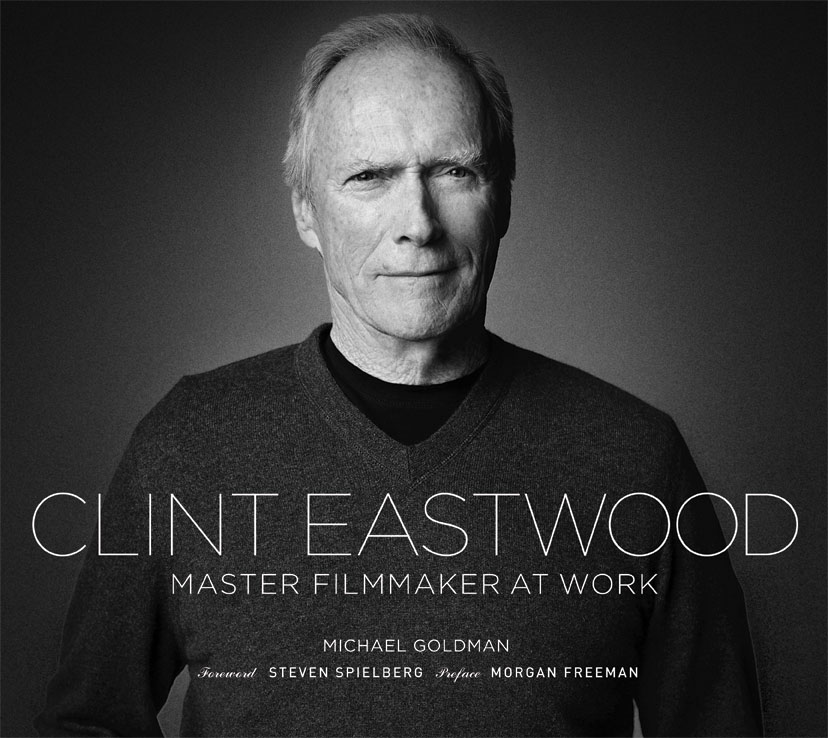 CLINT EASTWOOD
MASTER FILMMAKER AT WORK
MICHAEL GOLDMAN
Foreword STEVEN SPIELBERG Preface MORGAN FREEMAN